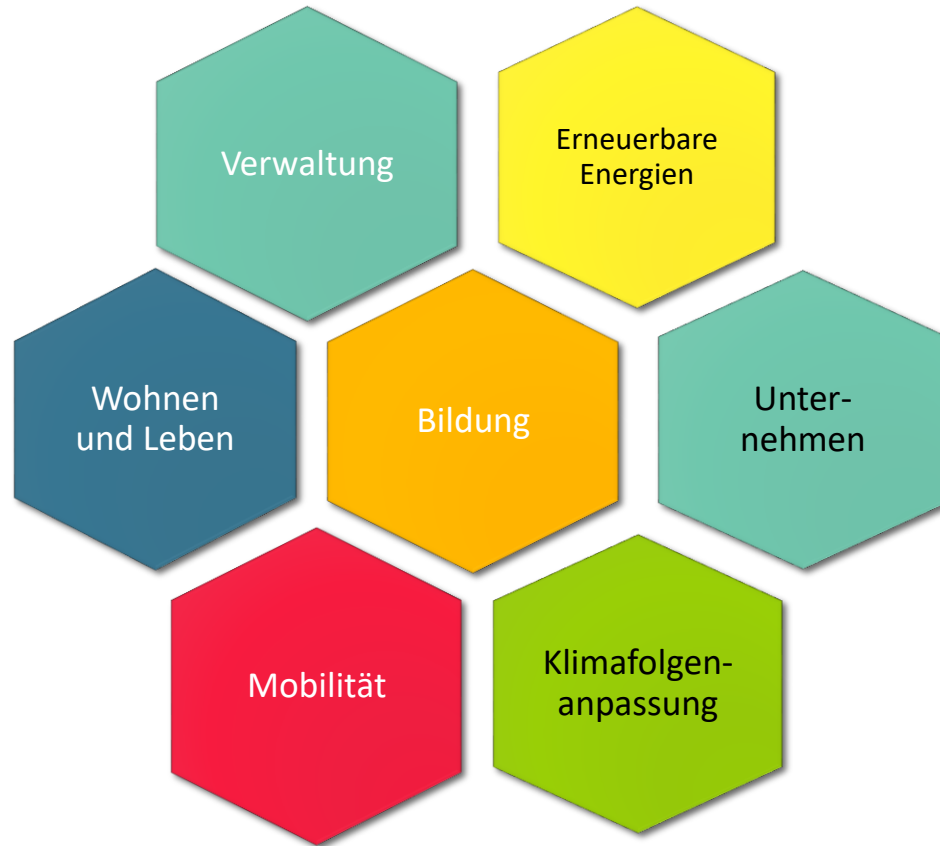 Verwaltung
Erneuerbare
Energien
Wohnen
und Leben
Bildung
Unter-
nehmen
Mobilität
Klimafolgen-
anpassung